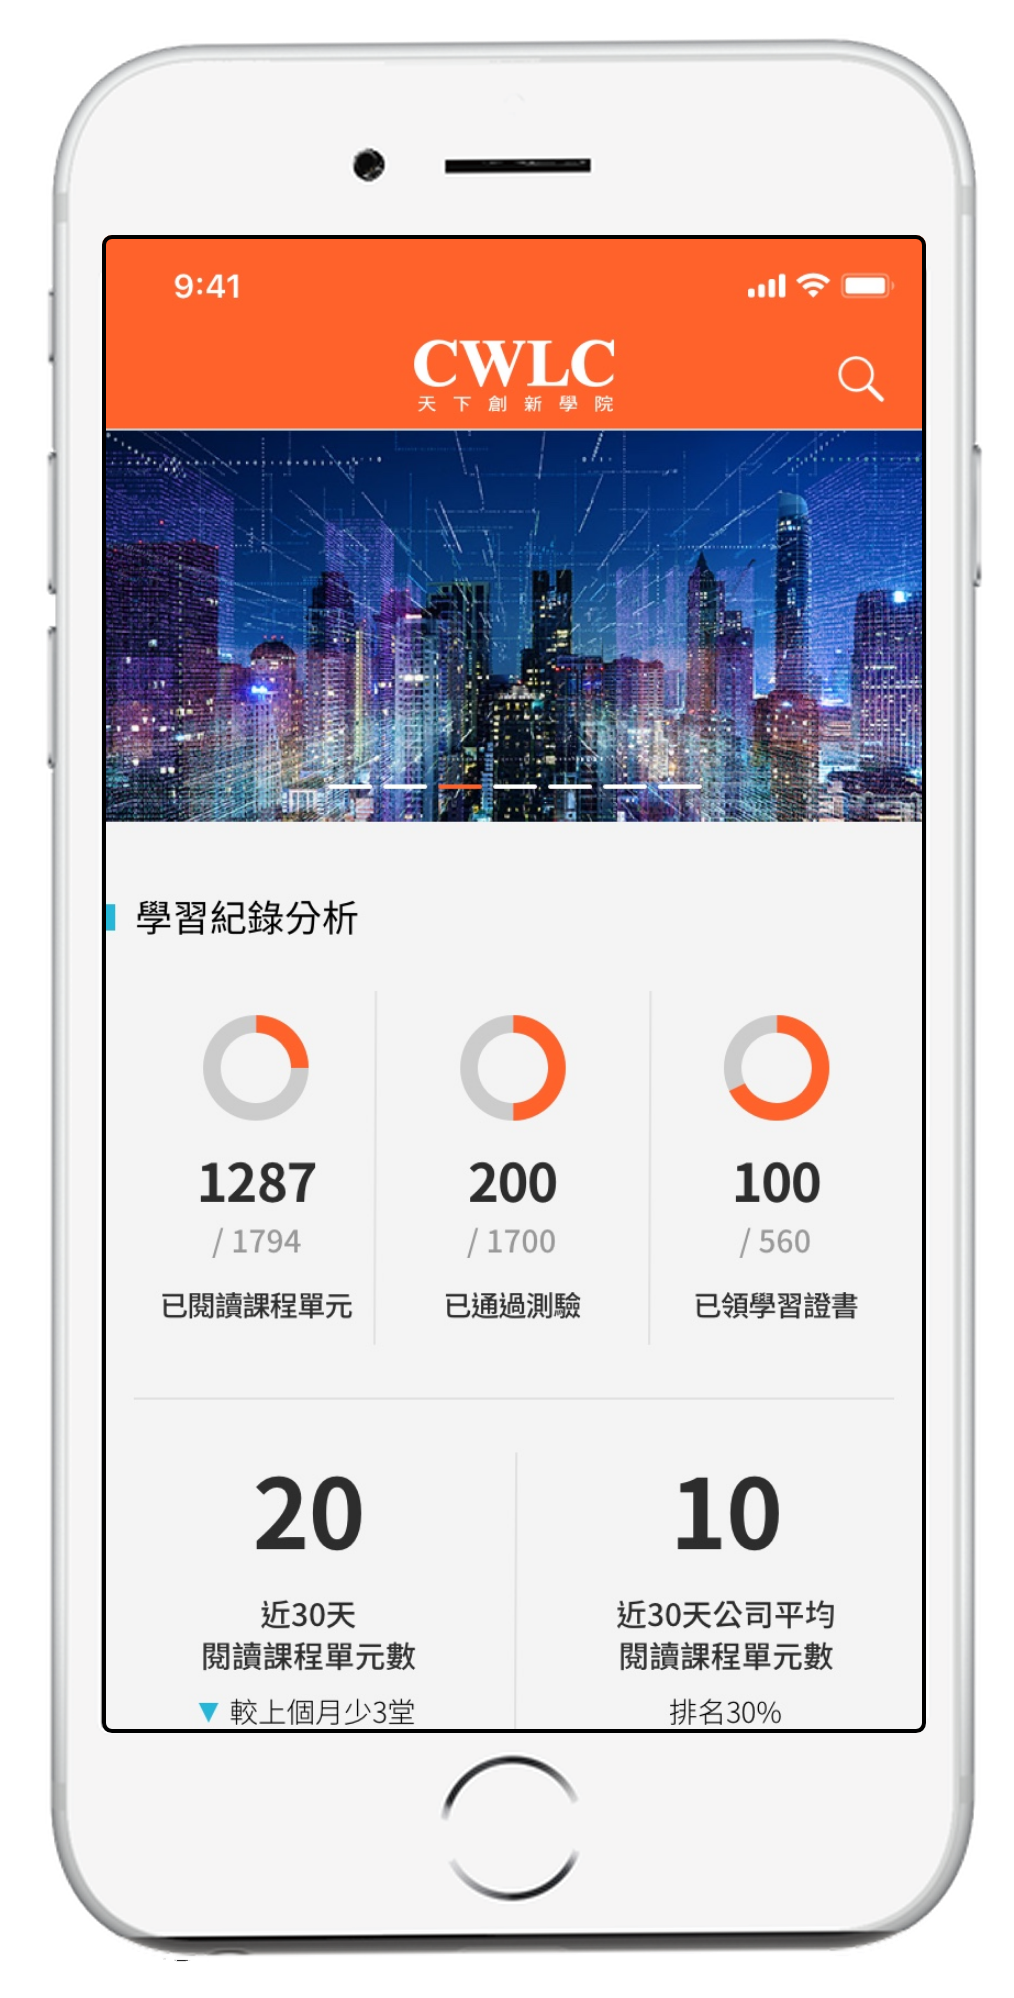 9:41
CWLC
天下創新學院
學習紀錄分析
1287
/ 1794
已閱讀課程單元
200
/ 1700
已通過測驗
100
/ 560
已領學習證書
20
近30天
閱讀課程單元數
▼ 較上個月少3堂
10
近30天公司平均
閱讀課程單元數
排名30%